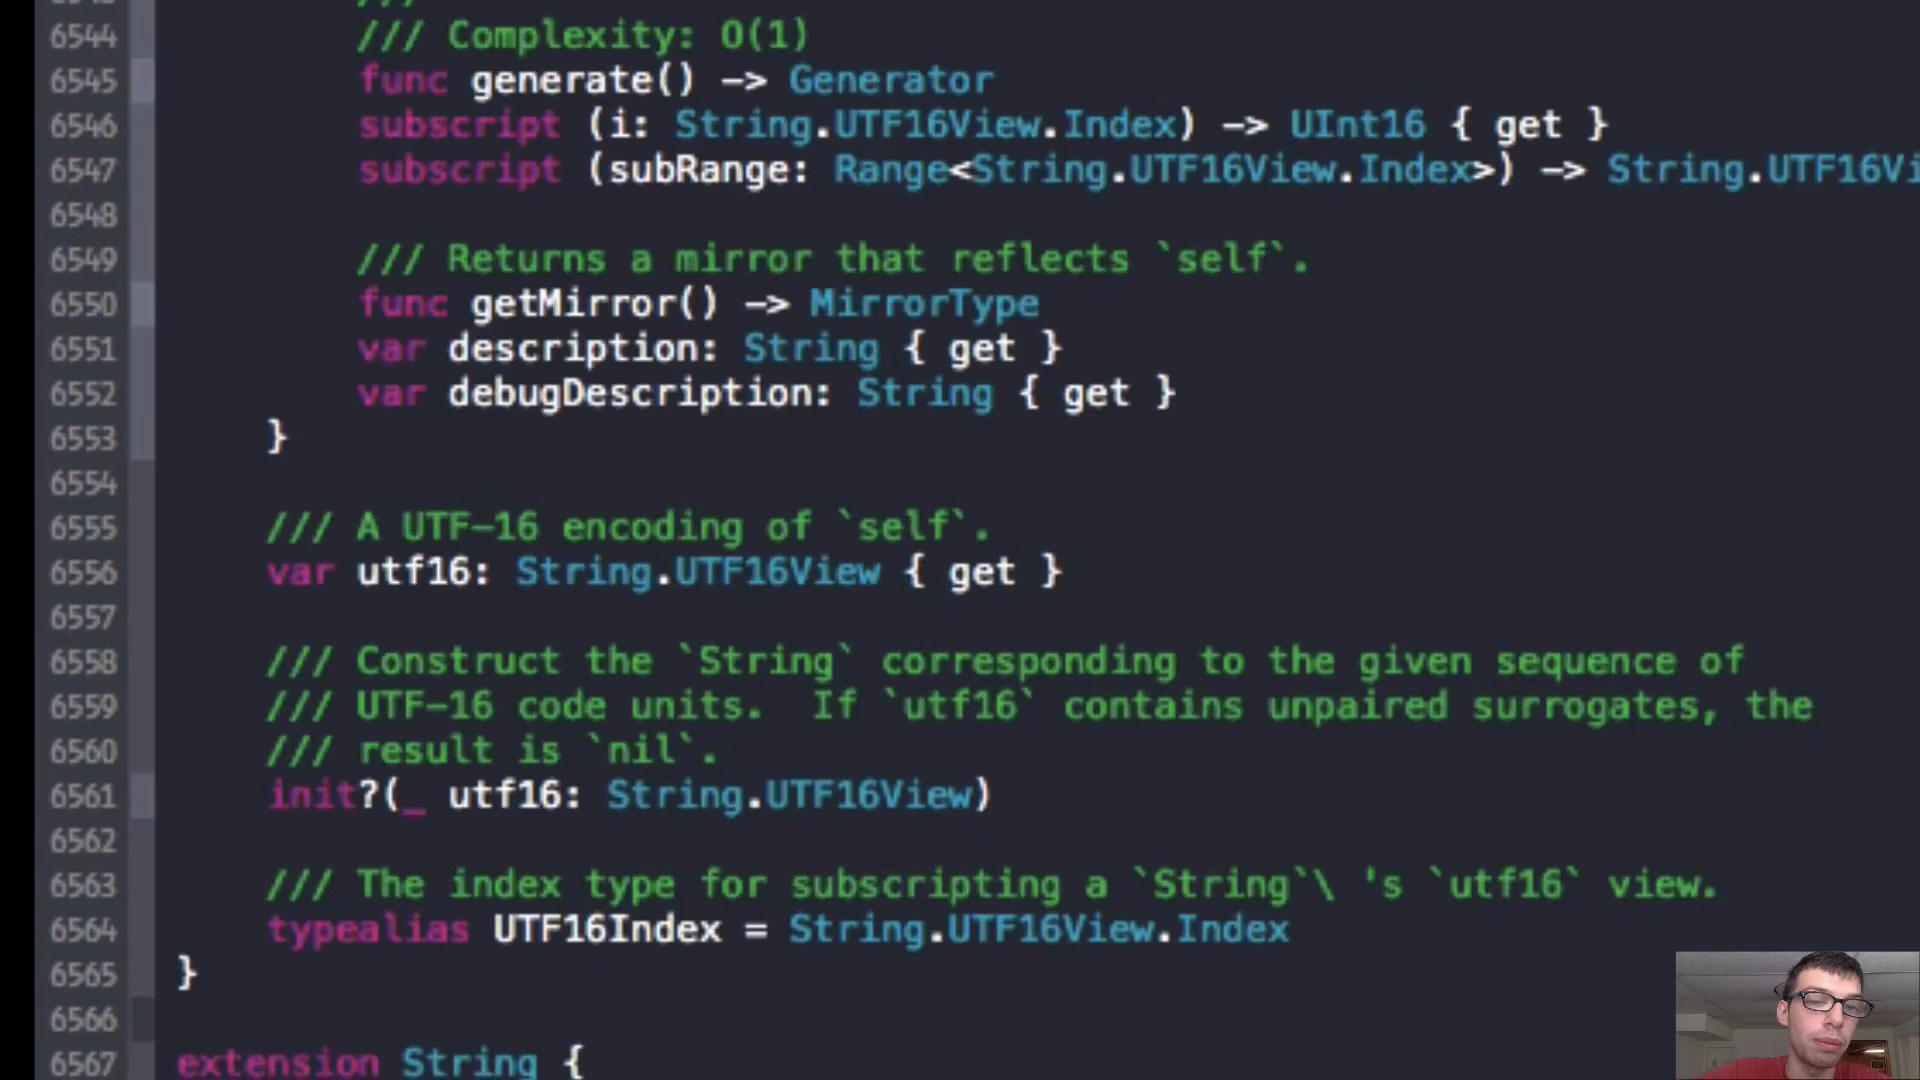 6544 /// Complexity: O(1)
6545 func generate() -> Generator
6546 subscript (i: String.UTF16View.Index) -> UInt16 { get }
6547 subscript (subRange: Range<String.UTF16View.Index>) -> String.UTF16Vi
6548
6549 /// Returns a mirror that reflects `self`.
6550 func getMirror() -> MirrorType
6551 var description: String { get }
6552 var debugDescription: String { get }
6553 }
6554
6555 /// A UTF-16 encoding of `self`.
6556 var utf16: String.UTF16View { get }
6557
6558 /// Construct the `String` corresponding to the given sequence of
6559 /// UTF-16 code units.  If `utf16` contains unpaired surrogates, the
6560 /// result is `nil`.
6561 init?(_ utf16: String.UTF16View)
6562
6563 /// The index type for subscripting a `String`\ 's `utf16` view.
6564 typealias UTF16Index = String.UTF16View.Index
6565 }
6566
6567 extension String {